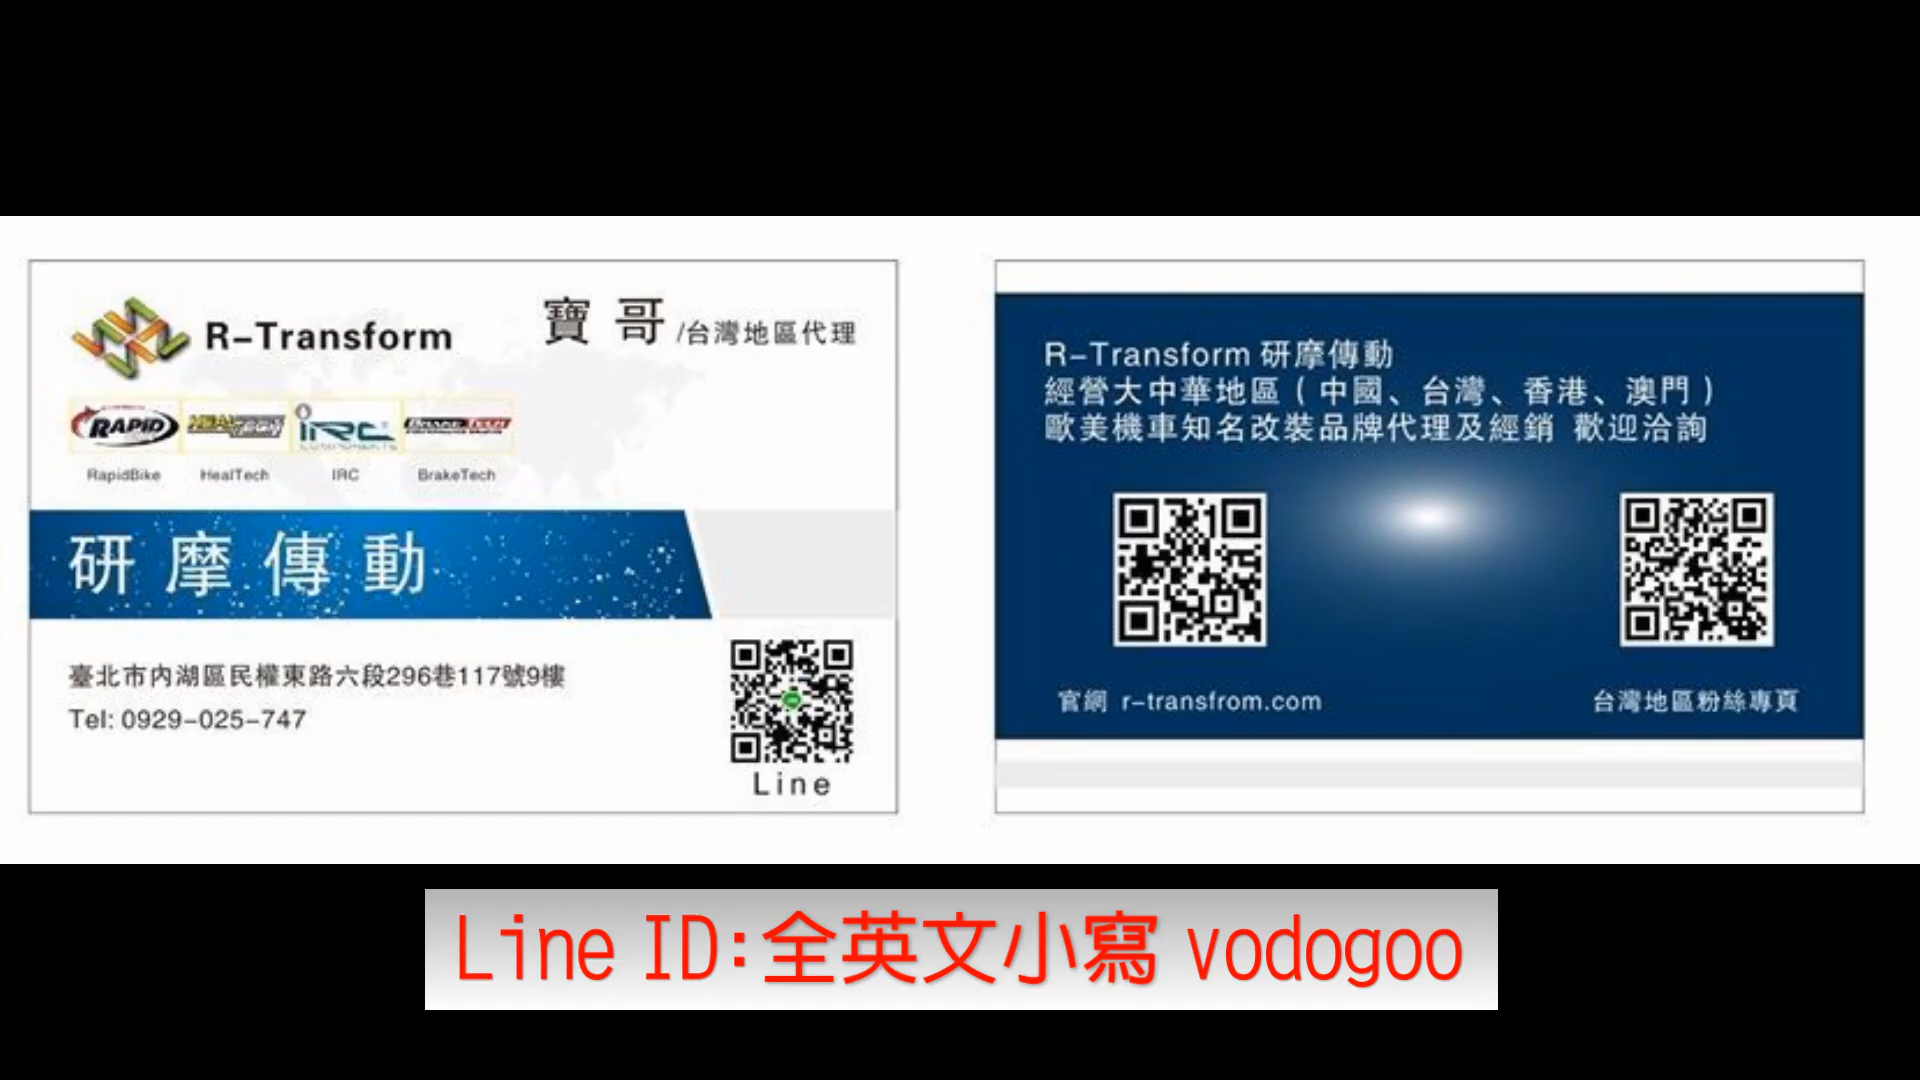 R-Transform
寶哥/台灣地區代理
RAPID HEALTECH iRC BRAKETECH
COMPONENTS
RapidBike HealTech IRC BrakeTech
研摩傳動
臺北市內湖區民權東路六段296巷117號9樓
Tel: 0929-025-747
Line
R-Transform 研摩傳動
經營大中華地區(中國、台灣、香港、澳門)
歐美機車知名改裝品牌代理及經銷 歡迎洽詢
官網 r-transfrom.com
台灣地區粉絲專頁
Line ID:全英文小寫 vodogoo